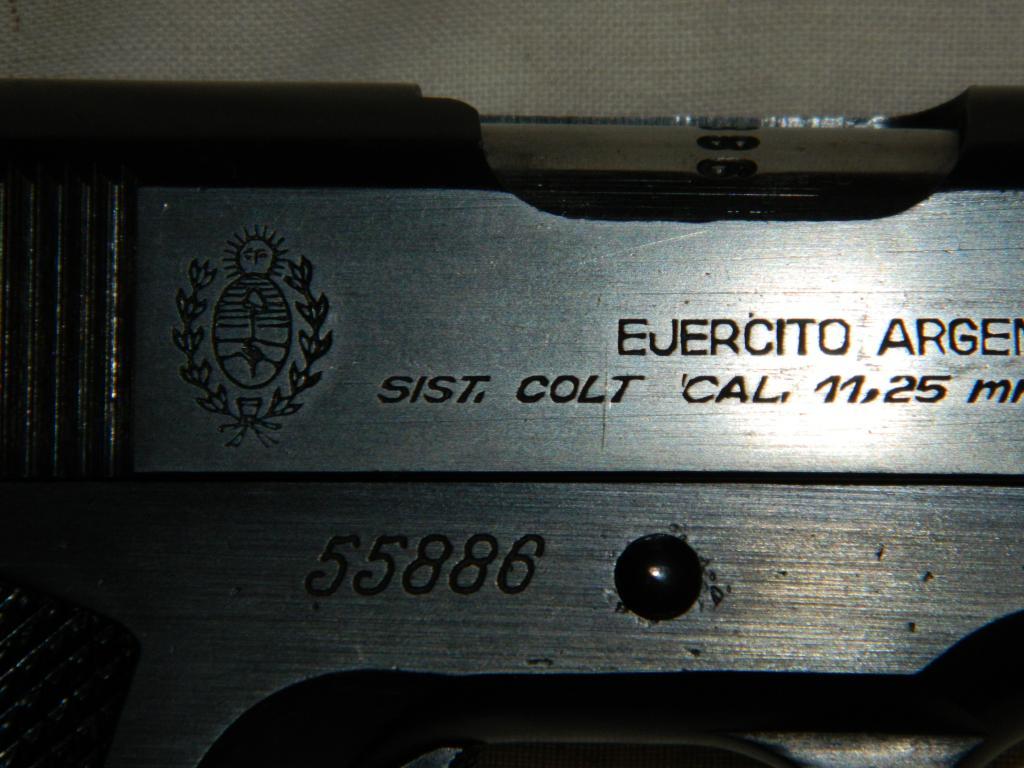 EJERCITO ARGEN
SIST. COLT CAL. 11,25 m
55886